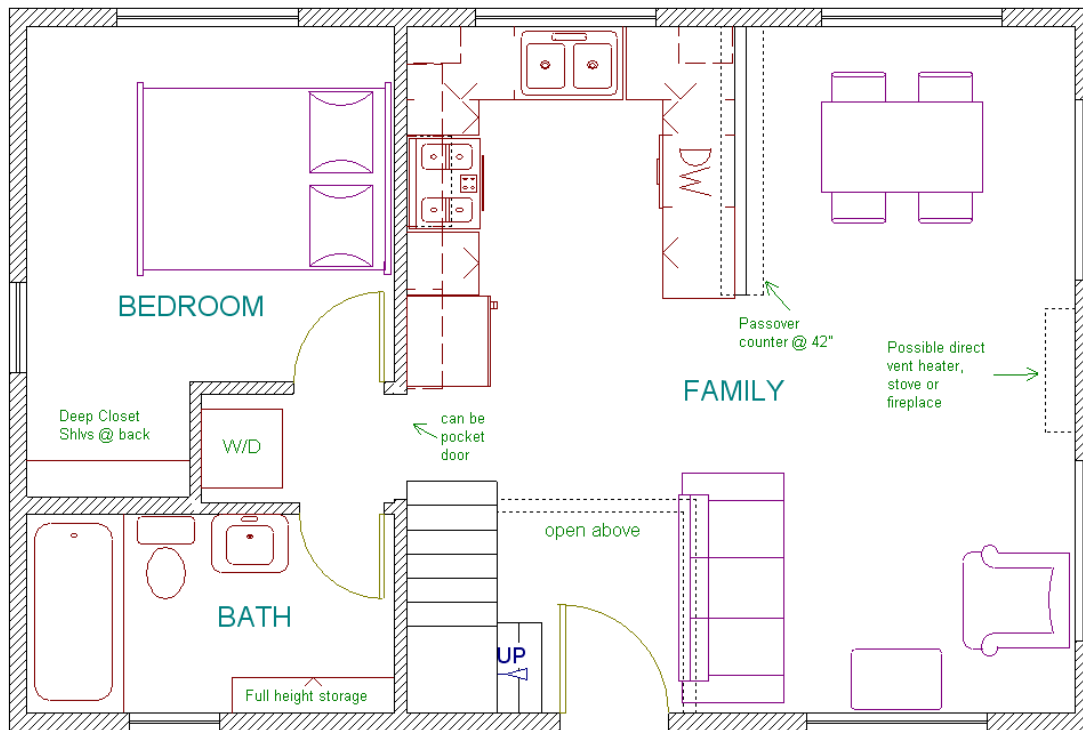 BEDROOM
DW
Passover
counter @ 42"
Possible direct
vent heater,
stove or
fireplace
FAMILY
Deep Closet
Shlvs @ back
W/D
can be
pocket
door
open above
BATH
UP
Full height storage